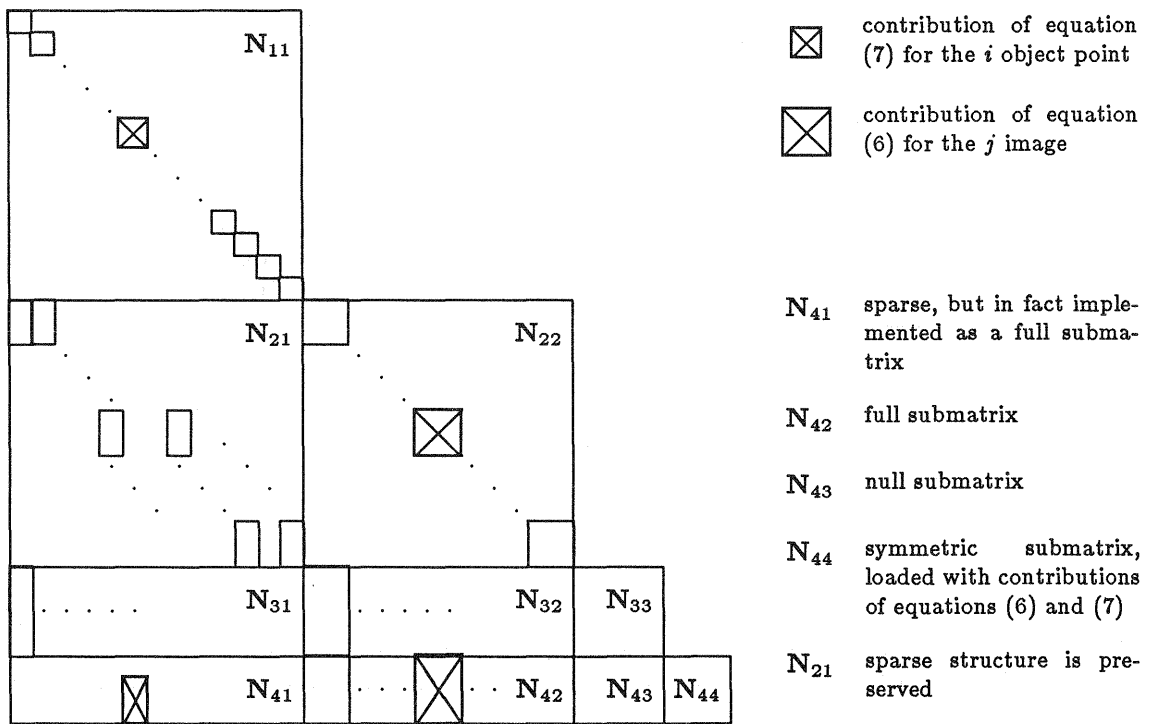 N11
N21
N22
N31
N32
N33
N41
N42
N43
N44
contribution of equation
(7) for the i object point
contribution of equation
(6) for the j image
N41 sparse, but in fact imple-
mented as a full subma-
trix
N42 full submatrix
N43 null submatrix
N44 symmetric submatrix,
loaded with contributions
of equations (6) and (7)
N21 sparse structure is pre-
served